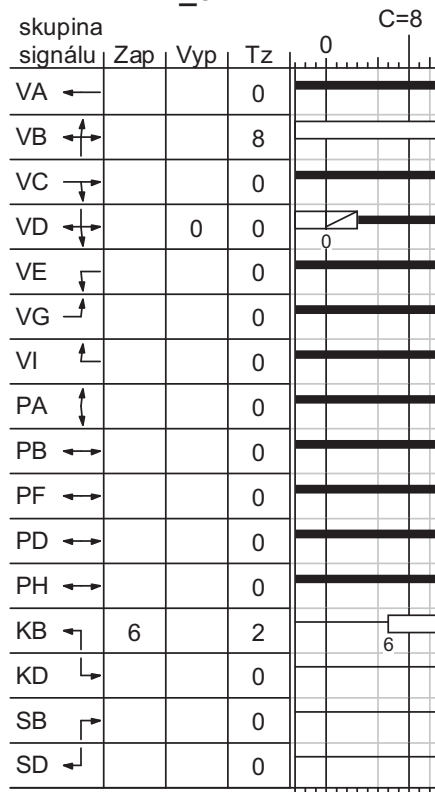 C=8
skupina
signálu Zap Vyp Tz 0
VA 0
VB 8
VC 0
VD 0 0 0
VE 0
VG 0
VI 0
PA 0
PB 0
PF 0
PD 0
PH 0
KB 6 2 6
KD 0
SB 0
SD 0